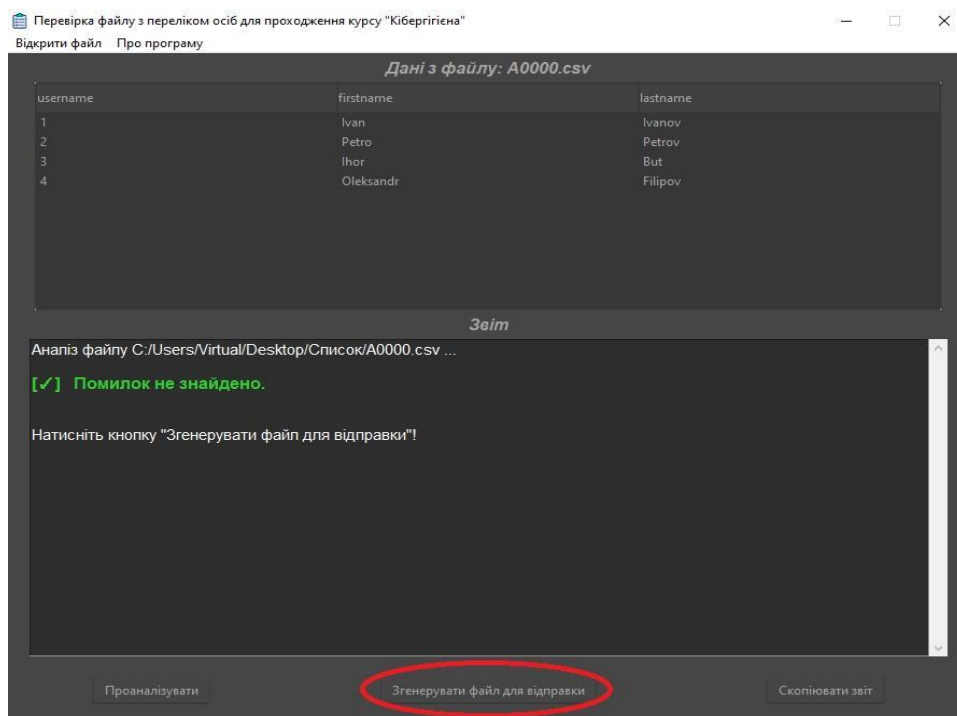 Перевірка файлу з переліком осіб для проходження курсу "Кібергігієна"
Відкрити файл Про програму
Дані з файлу: A0000.csv
username firstname lastname
1 Ivan Ivanov
2 Petro Petrov
3 Ihor But
4 Oleksandr Filipov
Звіт
Аналіз файлу C:/Users/Virtual/Desktop/Список/A0000.csv ...
[✓] Помилок не знайдено.
Натисніть кнопку "Згенерувати файл для відправки"!
Проаналізувати Згенерувати файл для відправки Скопіювати звіт